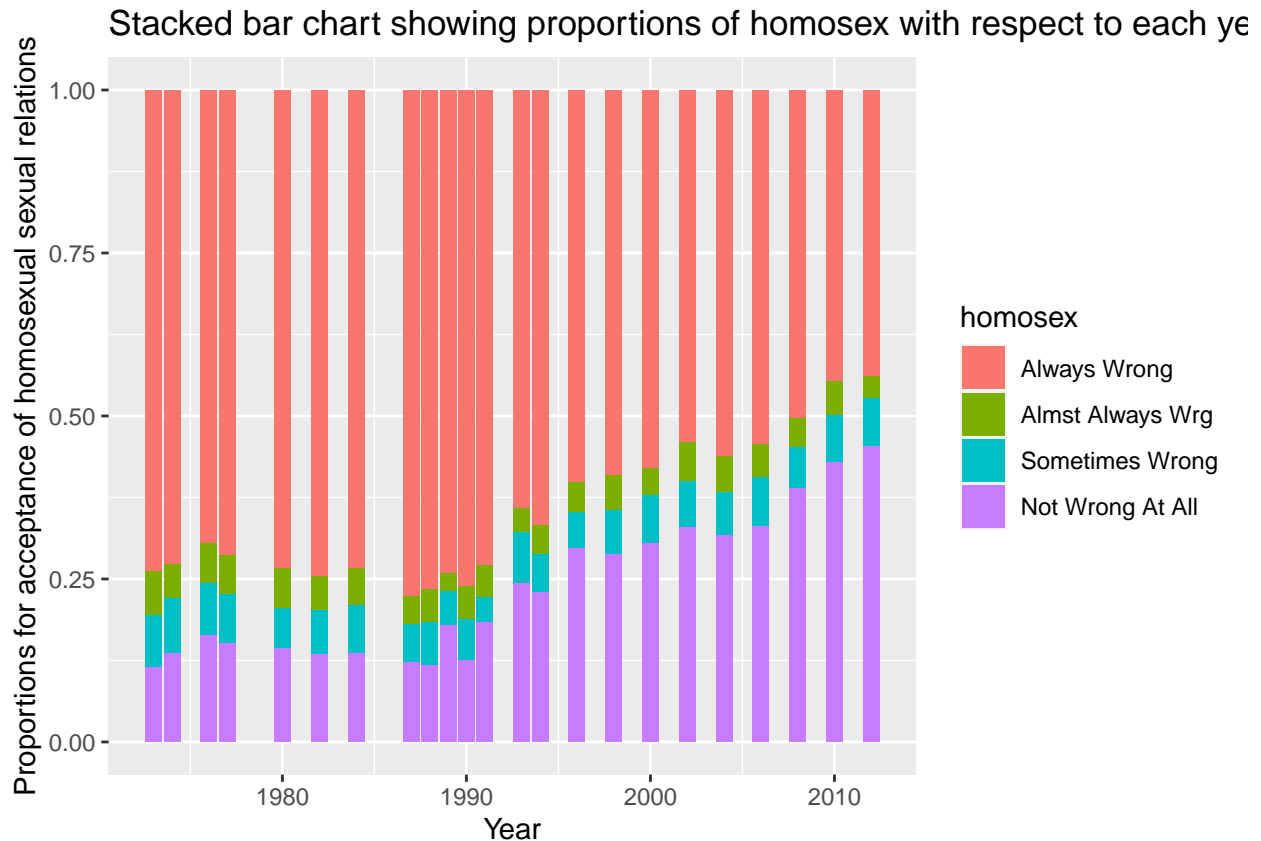 Stacked bar chart showing proportions of homosex with respect to each ye
Proportions for acceptance of homosexual sexual relations
1.00
0.75
0.50
0.25
0.00
1980
1990
2000
2010
Year
homosex
Always Wrong
Almst Always Wrg
Sometimes Wrong
Not Wrong At All